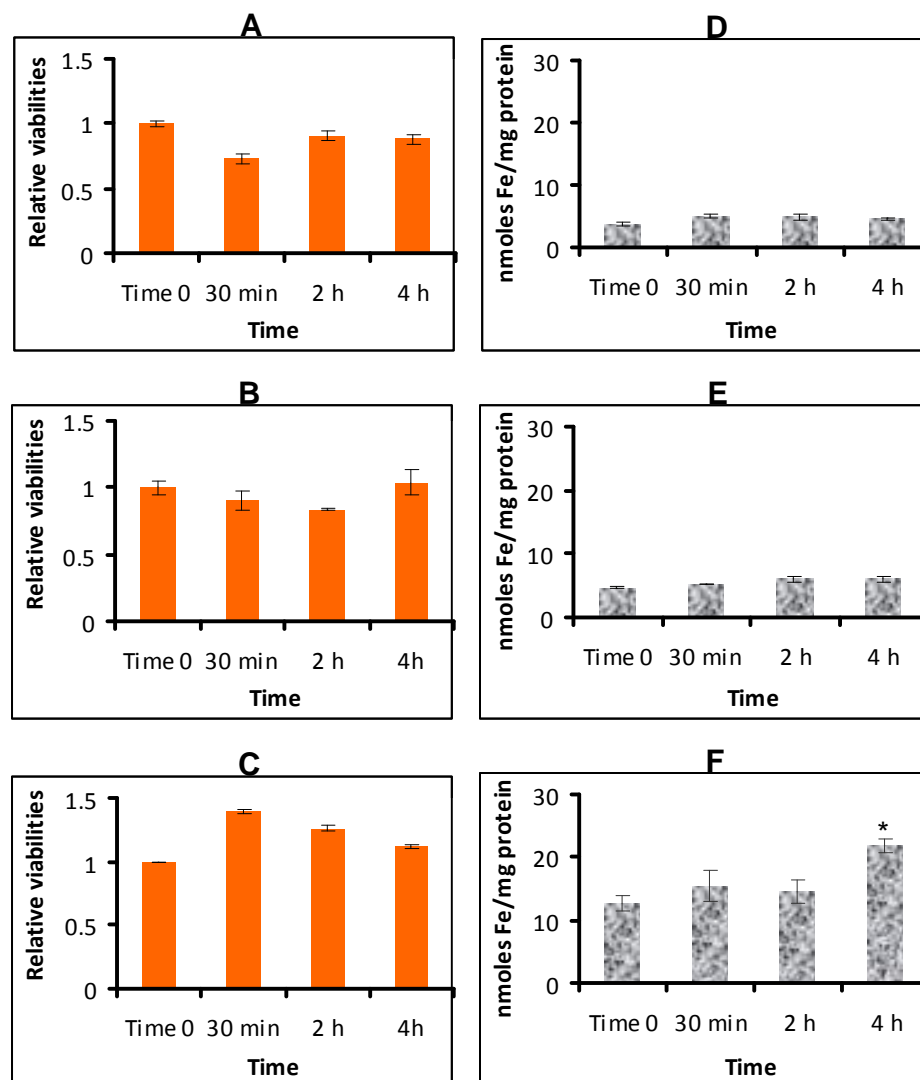 A
Relative viabilities
1.5
1
0.5
0
Time 0 30 min 2 h 4 h
Time
D
nmoles Fe/mg protein
30
20
10
0
Time 0 30 min 2 h 4 h
Time
B
Relative viabilities
1.5
1
0.5
0
Time 0 30 min 2 h 4h
Time
E
nmoles Fe/mg protein
30
20
10
0
Time 0 30 min 2 h 4 h
Time
C
Relative viabilities
1.5
1
0.5
0
Time 0 30 min 2 h 4h
Time
F
nmoles Fe/mg protein
30
20
10
0
*
Time 0 30 min 2 h 4 h
Time